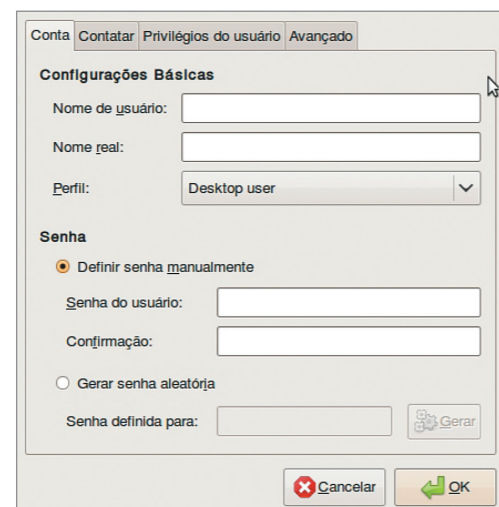 Conta Contatar Privilégios do usuário Avançado
Configurações Básicas
Nome de usuário:
Nome real:
Perfil: Desktop user
Senha
Definir senha manualmente
Senha do usuário:
Confirmação:
Gerar senha aleatória
Senha definida para: Gerar
Cancelar OK